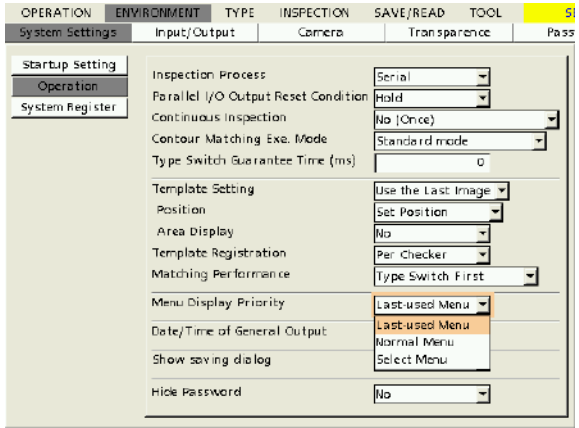 OPERATION ENVIRONMENT TYPE INSPECTION SAVE/READ TOOL
System Settings Input/Output Camera Transparence Pass
Startup Setting
Operation
System Register
Inspection Process Serial
Parallel I/O Output Reset Condition Hold
Continuous Inspection No (Once)
Contour Matching Exe. Mode Standard mode
Type Switch Guarantee Time (ms) 0
Template Setting Use the Last Image
Position Set Position
Area Display No
Template Registration Per Checker
Matching Performance Type Switch First
Menu Display Priority Last-used Menu
Last-used Menu
Date/Time of General Output Normal Menu
Show saving dialog Select Menu
Hide Password No